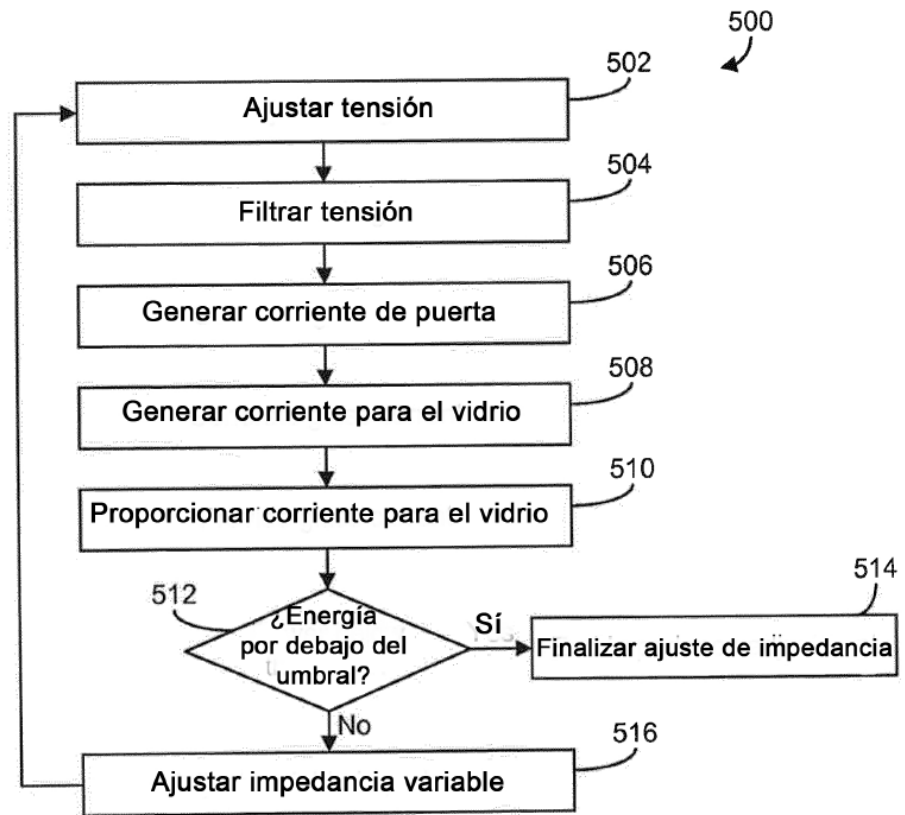 500
502
Ajustar tensión
504
Filtrar tensión
506
Generar corriente de puerta
508
Generar corriente para el vidrio
510
Proporcionar corriente para el vidrio
512
¿Energía
por debajo del
umbral?
Sí
514
Finalizar ajuste de impedancia
No
516
Ajustar impedancia variable